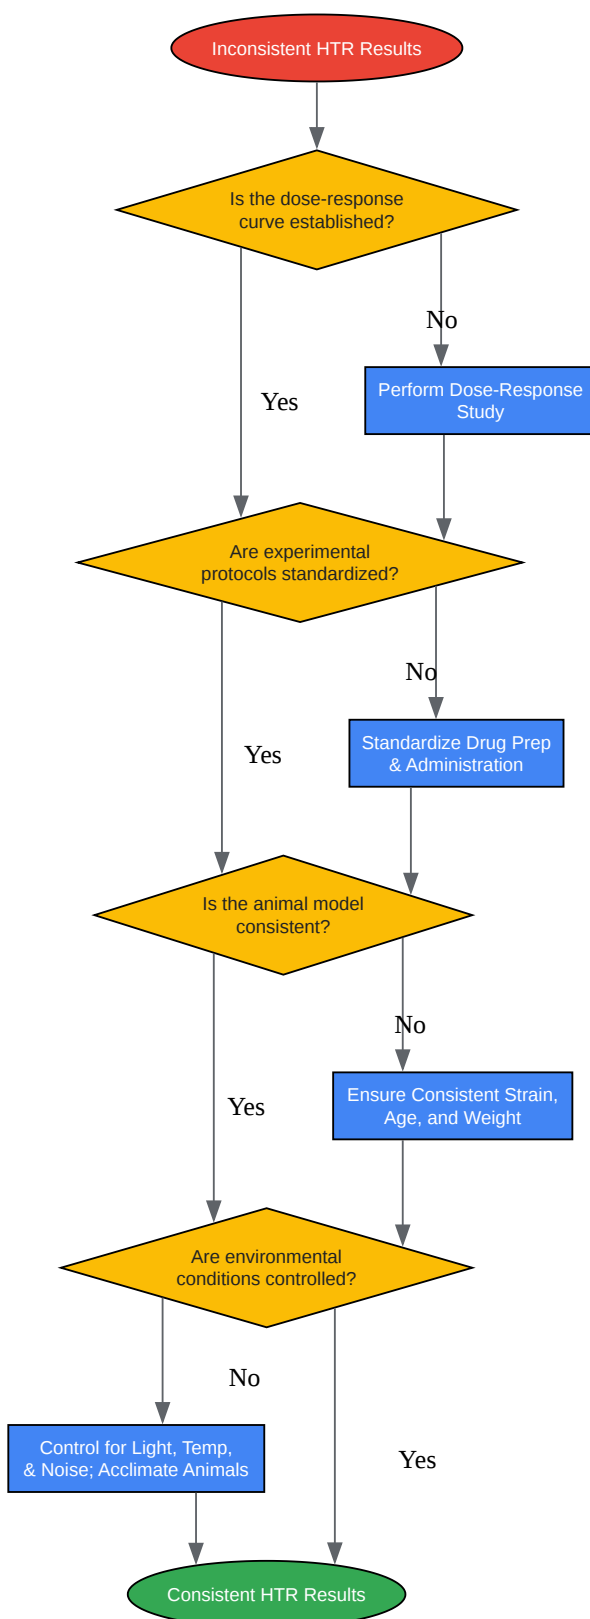 Inconsistent HTR Results
Is the dose-response
curve established?
No
Perform Dose-Response
Study
Yes
Are experimental
protocols standardized?
No
Standardize Drug Prep
& Administration
Yes
Is the animal model
consistent?
No
Ensure Consistent Strain,
Age, and Weight
Yes
Are environmental
conditions controlled?
No
Control for Light, Temp,
& Noise; Acclimate Animals
Yes
Consistent HTR Results